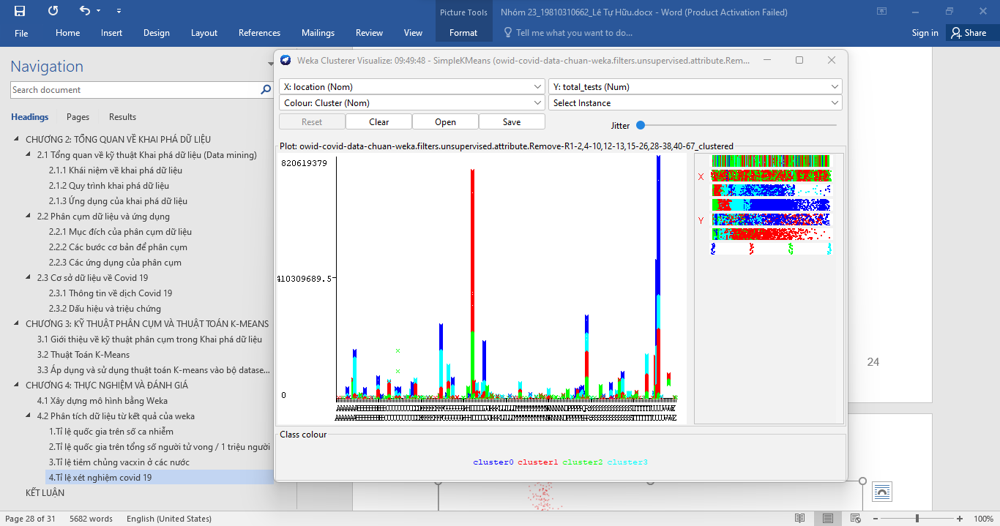 Picture Tools
Nhóm 23_19810310662_Lê Tự Hữu.docx - Word (Product Activation Failed)
File Home Insert Design Layout References Mailings Review View Format Tell me what you want to do... Sign in Share
Navigation
Search document
Headings Pages Results
CHƯƠNG 2: TỔNG QUAN VỀ KHAI PHÁ DỮ LIỆU
2.1 Tổng quan về kỹ thuật Khai phá dữ liệu (Data mining)
2.1.1 Khái niệm về khai phá dữ liệu
2.1.2 Quy trình khai phá dữ liệu
2.1.3 Ứng dụng của khai phá dữ liệu
2.2 Phân cụm dữ liệu và ứng dụng
2.2.1 Mục đích của phân cụm dữ liệu
2.2.2 Các bước cơ bản để phân cụm
2.2.3 Các ứng dụng của phân cụm
2.3 Cơ sở dữ liệu về Covid 19
2.3.1 Thông tin về dịch Covid 19
2.3.2 Dấu hiệu và triệu chứng
CHƯƠNG 3: KỸ THUẬT PHÂN CỤM VÀ THUẬT TOÁN K-MEANS
3.1 Giới thiệu về kỹ thuật phân cụm trong Khai phá dữ liệu
3.2 Thuật Toán K-Means
3.3 Áp dụng và sử dụng thuật toán K-means vào bộ datase...
CHƯƠNG 4: THỰC NGHIỆM VÀ ĐÁNH GIÁ
4.1 Xây dựng mô hình bằng Weka
4.2 Phân tích dữ liệu từ kết quả của weka
1.Tỉ lệ quốc gia trên số ca nhiễm
2.Tỉ lệ quốc gia trên tổng số người tử vong / 1 triệu người
3.Tỉ lệ tiêm chủng vacxin ở các nước
4.Tỉ lệ xét nghiệm covid 19
KẾT LUẬN
Weka Clusterer Visualize: 09:49:48 - SimpleKMeans (owid-covid-data-chuan-weka.filters.unsupervised.attribute.Rem...
X: location (Nom) Y: total_tests (Num)
Colour: Cluster (Nom) Select Instance
Reset Clear Open Save Jitter
Plot: owid-covid-data-chuan-weka.filters.unsupervised.attribute.Remove-R1-2,4-10,12-13,15-26,28-38,40-67_clustered
820619379
X
Y
410309689.5
0
Class colour
cluster0 cluster1 cluster2 cluster3
24
Page 28 of 31 5682 words English (United States) 100%